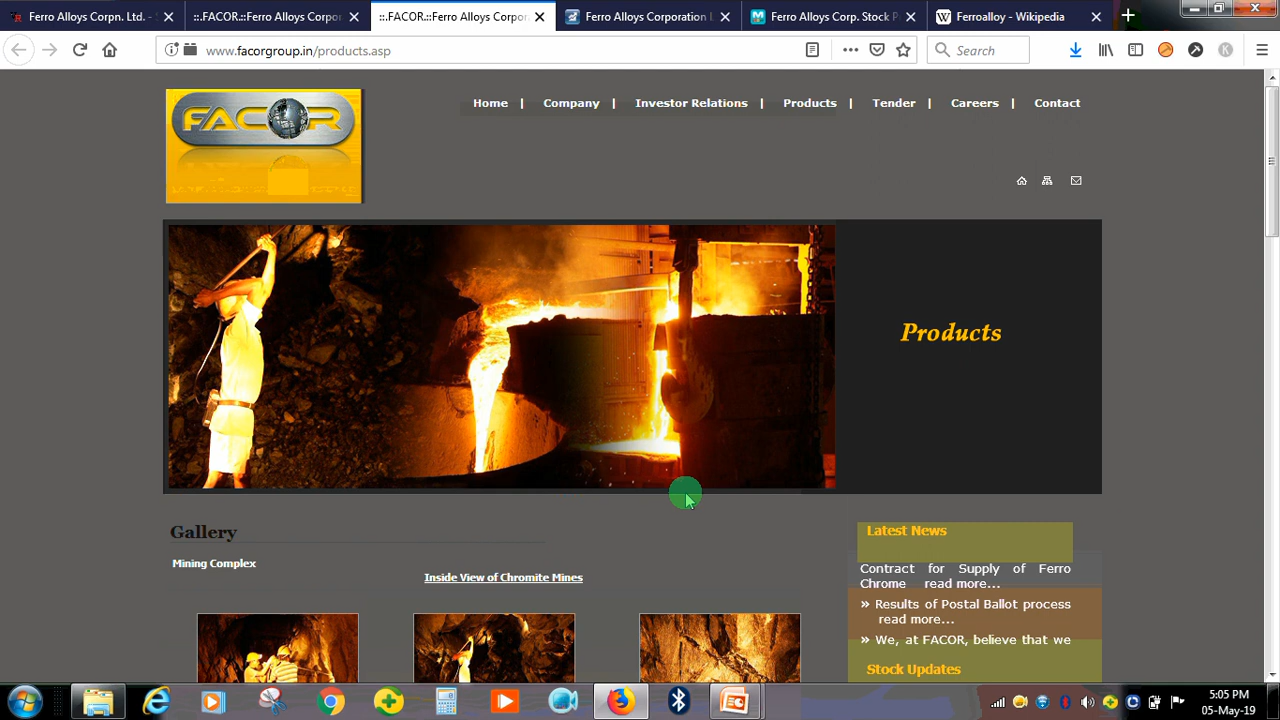 Ferro Alloys Corpn. Ltd. -
::.FACOR.::Ferro Alloys Corpor
::.FACOR.::Ferro Alloys Corpor
Ferro Alloys Corporation L
Ferro Alloys Corp. Stock P
Ferroalloy - Wikipedia
www.facorgroup.in/products.asp
Search
FACOR
Home | Company | Investor Relations | Products | Tender | Careers | Contact
Products
Gallery
Mining Complex
Inside View of Chromite Mines
Latest News
Contract for Supply of Ferro
Chrome read more...
» Results of Postal Ballot process
read more...
» We, at FACOR, believe that we
Stock Updates
5:05 PM
05-May-19